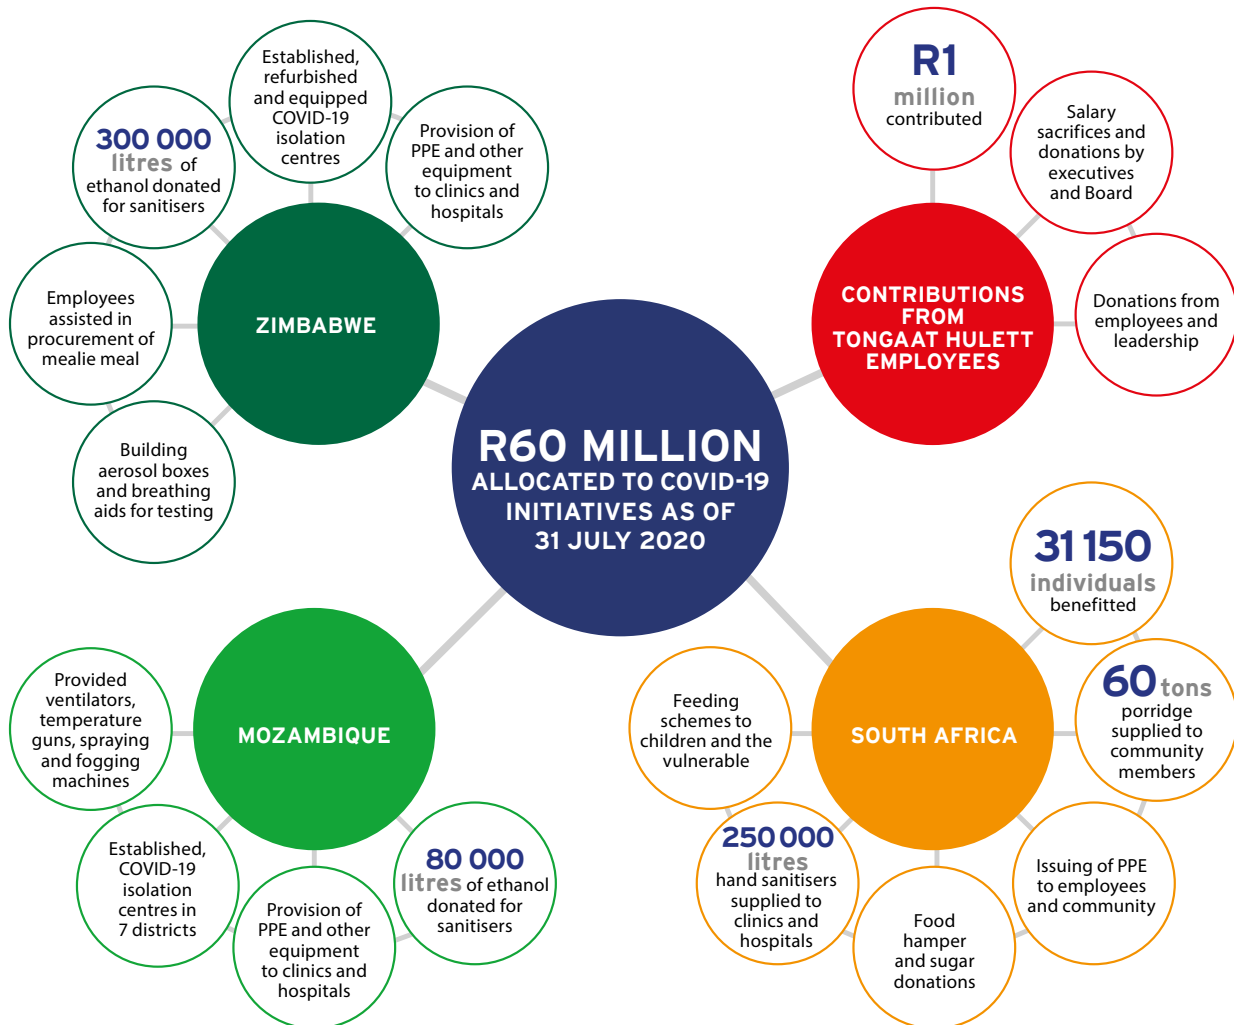 Established,
refurbished
and equipped
COVID-19
isolation
centres
300 000
litres of
ethanol donated
for sanitisers
Provision of
PPE and other
equipment
to clinics and
hospitals
Employees
assisted in
procurement of
mealie meal
ZIMBABWE
Building
aerosol boxes
and breathing
aids for testing
R1
million
contributed
Salary
sacrifices and
donations by
executives
and Board
CONTRIBUTIONS
FROM
TONGAAT HULETT
EMPLOYEES
Donations from
employees and
leadership
R60 MILLION
ALLOCATED TO COVID-19
INITIATIVES AS OF
31 JULY 2020
Provided
ventilators,
temperature
guns, spraying
and fogging
machines
MOZAMBIQUE
Established,
COVID-19
isolation
centres in
7 districts
Provision of
PPE and other
equipment
to clinics and
hospitals
80 000
litres of ethanol
donated for
sanitisers
31 150
individuals
benefitted
60 tons
porridge
supplied to
community
members
Feeding
schemes to
children and the
vulnerable
SOUTH AFRICA
250 000
litres
hand sanitisers
supplied to
clinics and
hospitals
Food
hamper
and sugar
donations
Issuing of PPE
to employees
and community